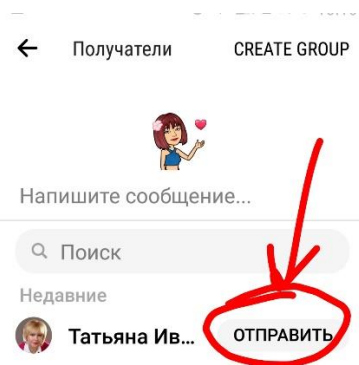 Получатели CREATE GROUP
Напишите сообщение...
Поиск
Недавние
Татьяна Ив... ОТПРАВИТЬ